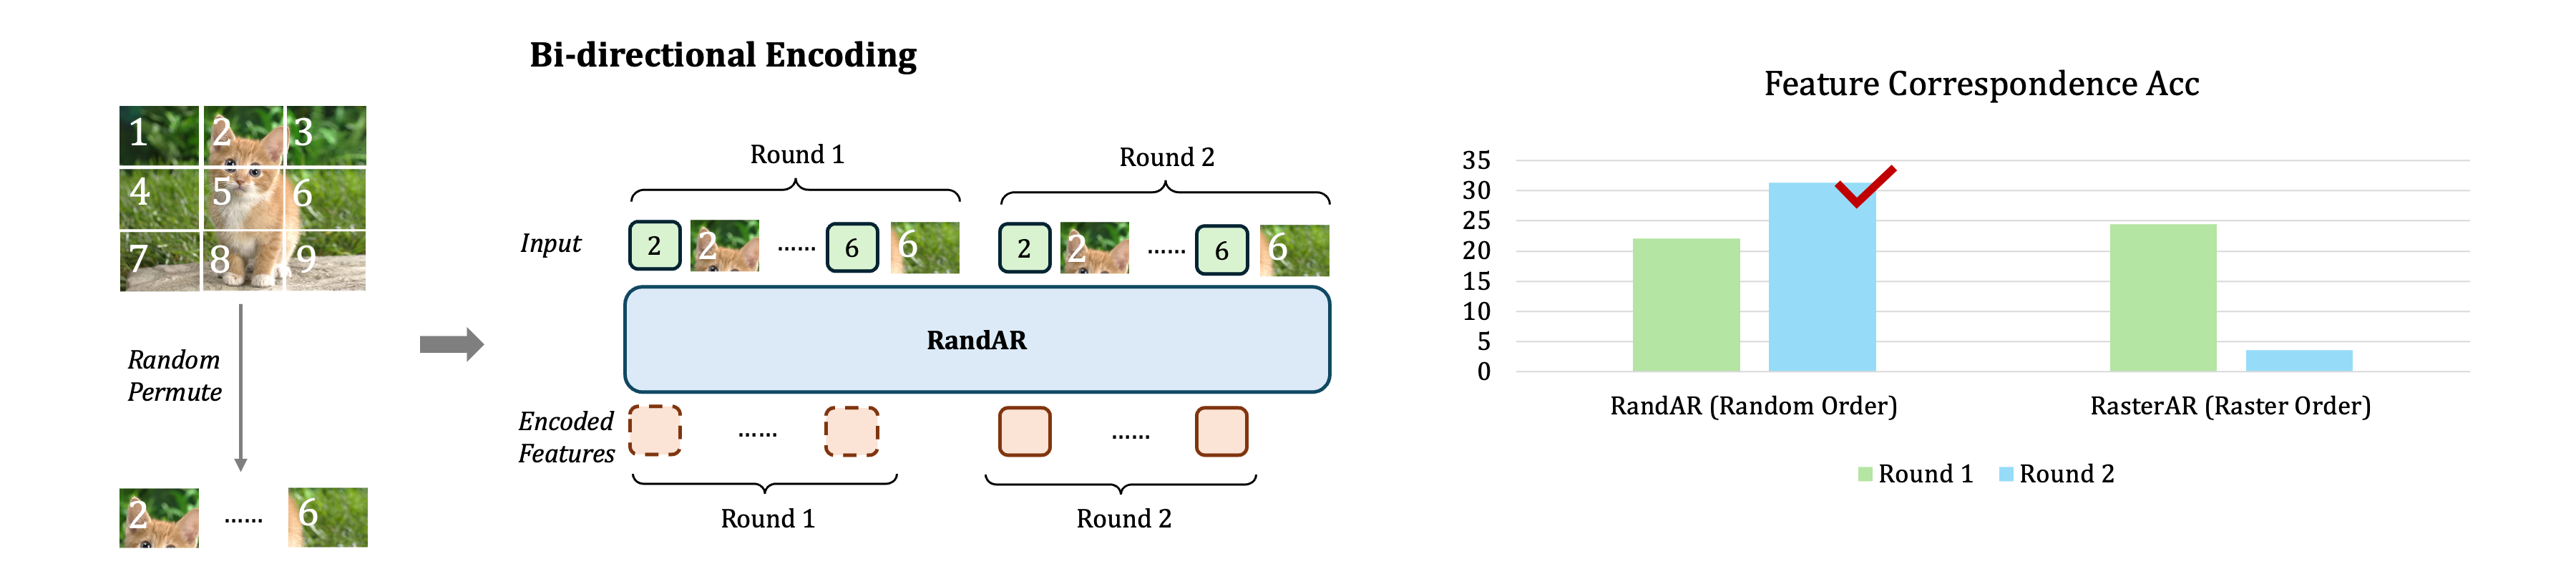 Bi-directional Encoding
1 2 3
4 5 6
7 8 9
Random
Permute
2 ...... 6
Round 1
Round 2
Input
2 2 ...... 6 6
2 2 ...... 6 6
RandAR
Encoded
Features
......
......
Round 1
Round 2
Feature Correspondence Acc
35
30
25
20
15
10
5
0
RandAR (Random Order)
RasterAR (Raster Order)
Round 1
Round 2